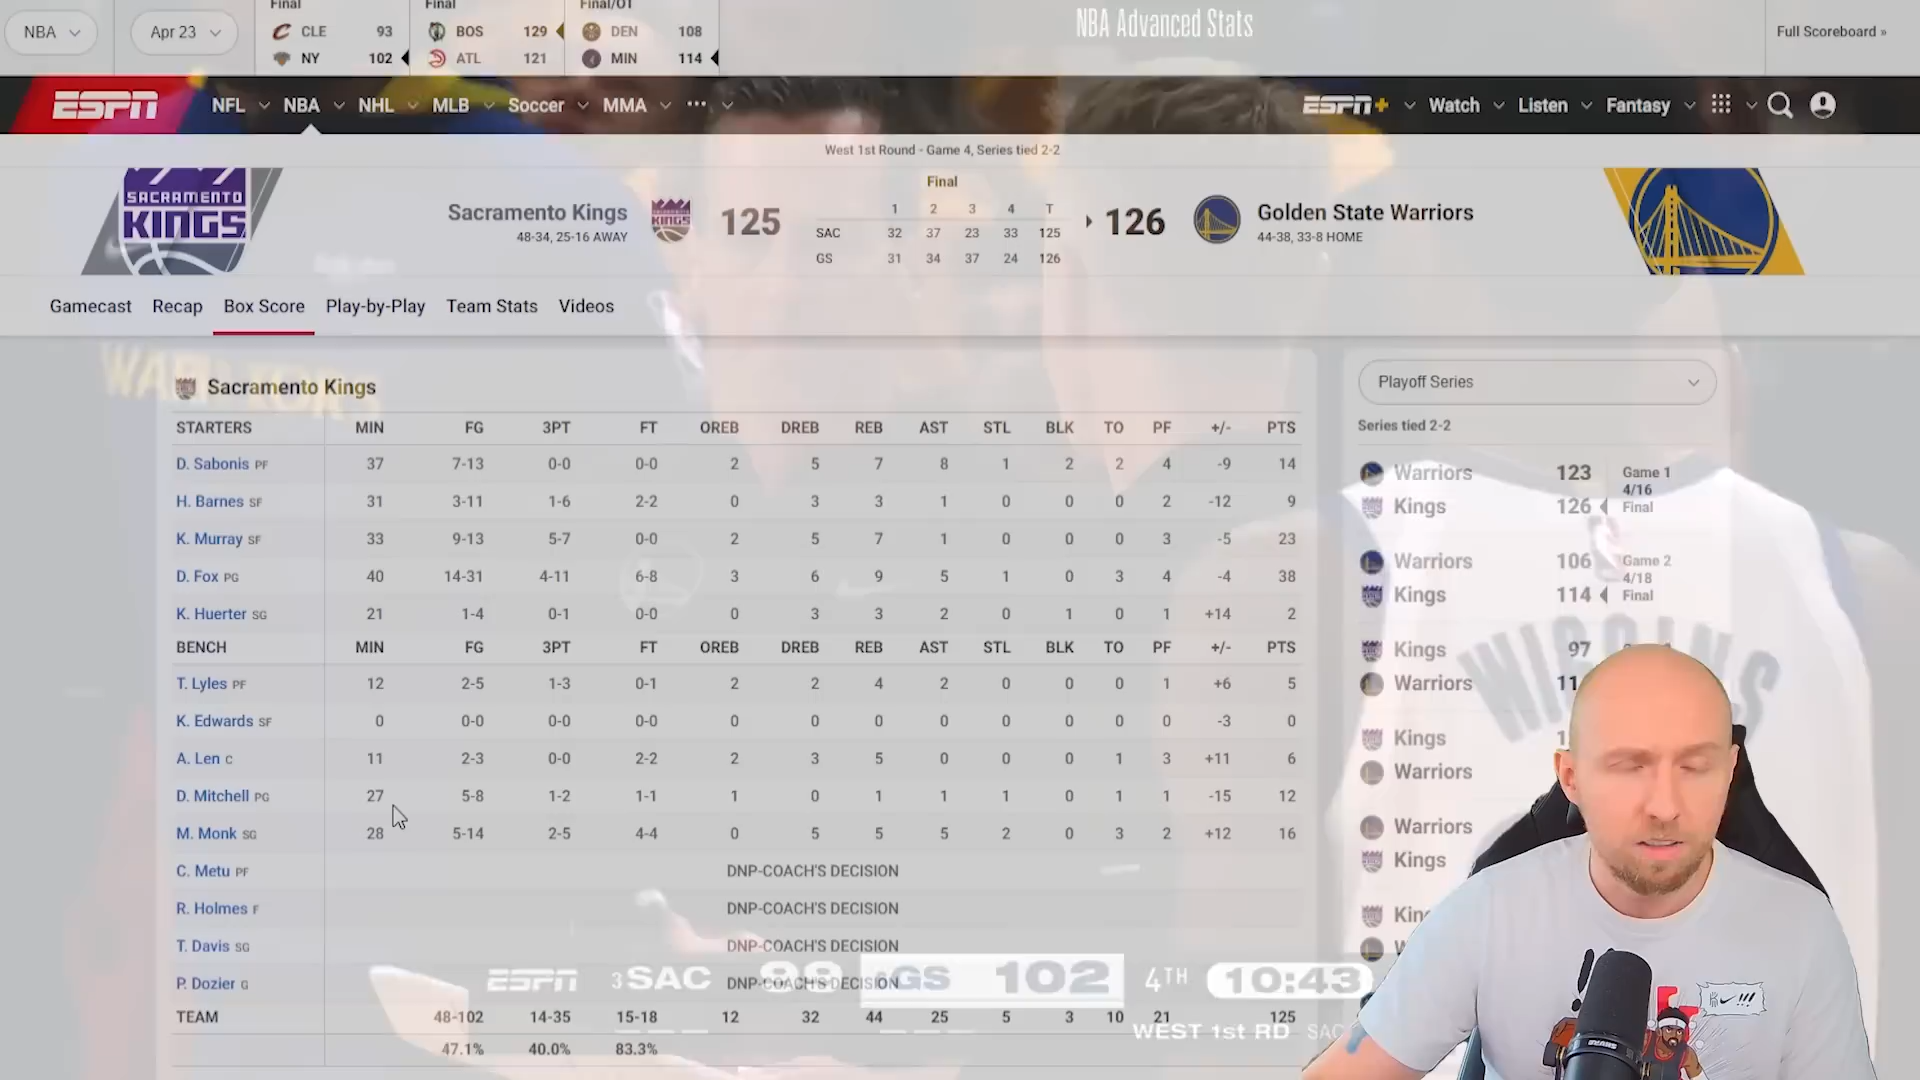 Final
Final
Final/OT
NBA Advanced Stats
NBA
Apr 23
CLE 93
BOS 129
DEN 108
Full Scoreboard »
NY 102
ATL 121
MIN 114
ESPN NFL NBA NHL MLB Soccer MMA ••• ESPN+ Watch Listen Fantasy
West 1st Round - Game 4, Series tied 2-2
Final
SACRAMENTO KINGS
Sacramento Kings
48-34, 25-16 AWAY
KINGS
125
1 2 3 4 T
SAC 32 37 23 33 125
GS 31 34 37 24 126
126
Golden State Warriors
44-38, 33-8 HOME
Gamecast Recap Box Score Play-by-Play Team Stats Videos
Sacramento Kings
STARTERS MIN FG 3PT FT OREB DREB REB AST STL BLK TO PF +/- PTS
D. Sabonis PF 37 7-13 0-0 0-0 2 5 7 8 1 2 2 4 -9 14
H. Barnes SF 31 3-11 1-6 2-2 0 3 3 1 0 0 0 2 -12 9
K. Murray SF 33 9-13 5-7 0-0 2 5 7 1 0 0 0 3 -5 23
D. Fox PG 40 14-31 4-11 6-8 3 6 9 5 1 0 3 4 -4 38
K. Huerter SG 21 1-4 0-1 0-0 0 3 3 2 0 1 0 1 +14 2
BENCH MIN FG 3PT FT OREB DREB REB AST STL BLK TO PF +/- PTS
T. Lyles PF 12 2-5 1-3 0-1 2 2 4 2 0 0 0 1 +6 5
K. Edwards SF 0 0-0 0-0 0-0 0 0 0 0 0 0 0 0 -3 0
A. Len C 11 2-3 0-0 2-2 2 3 5 0 0 0 1 3 +11 6
D. Mitchell PG 27 5-8 1-2 1-1 1 0 1 1 1 0 1 1 -15 12
M. Monk SG 28 5-14 2-5 4-4 0 5 5 5 2 0 3 2 +12 16
C. Metu PF DNP-COACH'S DECISION
R. Holmes F DNP-COACH'S DECISION
T. Davis SG DNP-COACH'S DECISION
P. Dozier G DNP-COACH'S DECISION
TEAM 48-102 14-35 15-18 12 32 44 25 5 3 10 21 125
47.1% 40.0% 83.3%
Playoff Series
Series tied 2-2
Warriors 123 Game 1
4/16
Kings 126 Final
Warriors 106 Game 2
4/18
Kings 114 Final
Kings 97
Warriors
Kings
Warriors
Warriors
Kings
WIGGINS
ESPN 3 SAC GS 102 4TH 10:43
WEST 1st RD SAC